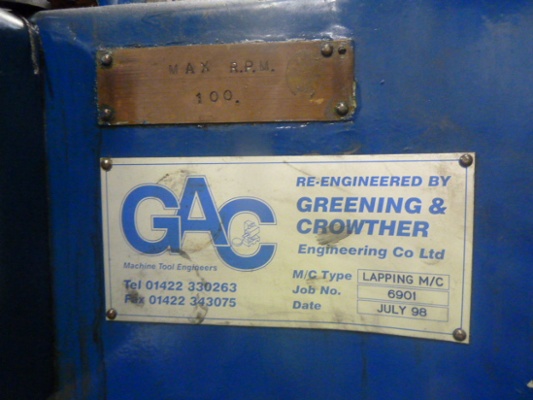 MAX R.P.M.
100.
GAC
Machine Tool Engineers
Tel 01422 330263
Fax 01422 343075
RE-ENGINEERED BY
GREENING &
CROWTHER
Engineering Co Ltd
M/C Type LAPPING M/C
Job No. 6901
Date JULY 98